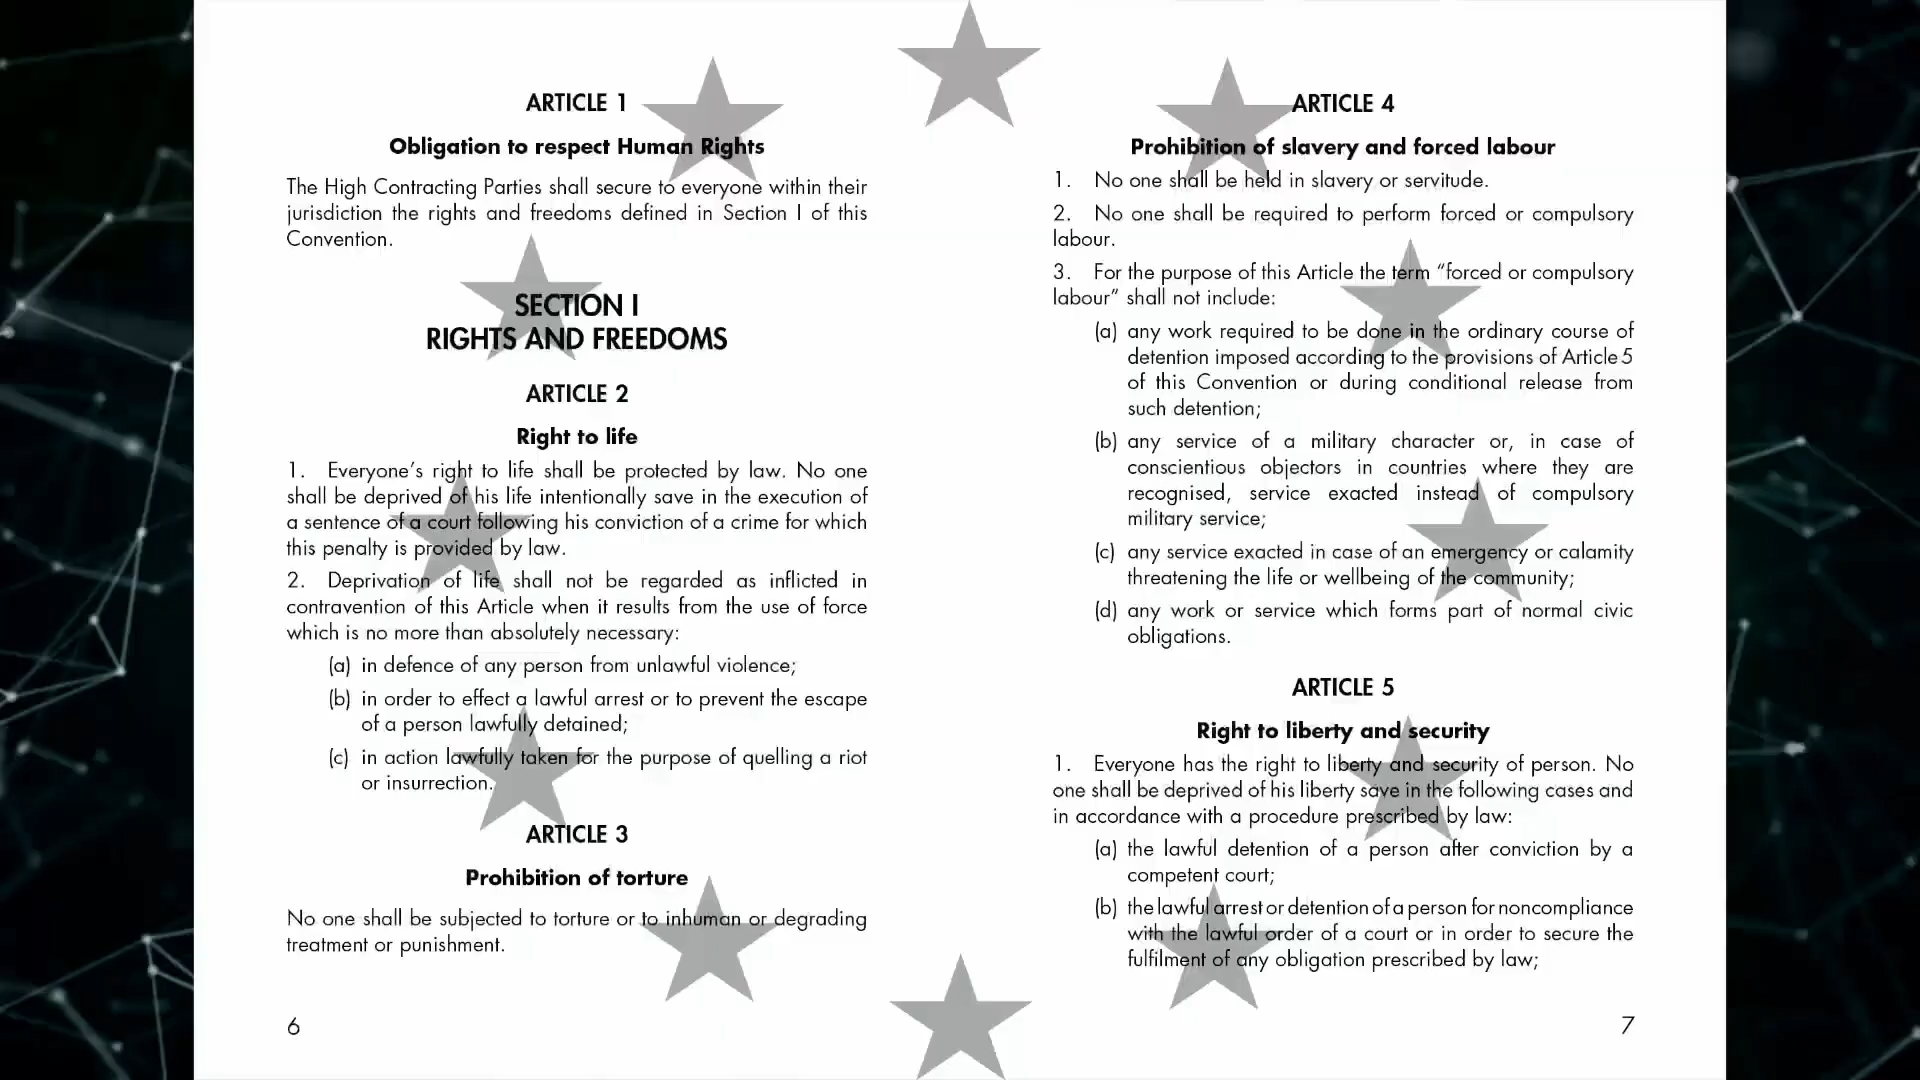 ARTICLE 1
Obligation to respect Human Rights
The High Contracting Parties shall secure to everyone within their
jurisdiction the rights and freedoms defined in Section I of this
Convention.
SECTION I
RIGHTS AND FREEDOMS
ARTICLE 2
Right to life
1. Everyone’s right to life shall be protected by law. No one
shall be deprived of his life intentionally save in the execution of
a sentence of a court following his conviction of a crime for which
this penalty is provided by law.
2. Deprivation of life shall not be regarded as inflicted in
contravention of this Article when it results from the use of force
which is no more than absolutely necessary:
(a) in defence of any person from unlawful violence;
(b) in order to effect a lawful arrest or to prevent the escape
of a person lawfully detained;
(c) in action lawfully taken for the purpose of quelling a riot
or insurrection.
ARTICLE 3
Prohibition of torture
No one shall be subjected to torture or to inhuman or degrading
treatment or punishment.
6
ARTICLE 4
Prohibition of slavery and forced labour
1. No one shall be held in slavery or servitude.
2. No one shall be required to perform forced or compulsory
labour.
3. For the purpose of this Article the term “forced or compulsory
labour” shall not include:
(a) any work required to be done in the ordinary course of
detention imposed according to the provisions of Article 5
of this Convention or during conditional release from
such detention;
(b) any service of a military character or, in case of
conscientious objectors in countries where they are
recognised, service exacted instead of compulsory
military service;
(c) any service exacted in case of an emergency or calamity
threatening the life or wellbeing of the community;
(d) any work or service which forms part of normal civic
obligations.
ARTICLE 5
Right to liberty and security
1. Everyone has the right to liberty and security of person. No
one shall be deprived of his liberty save in the following cases and
in accordance with a procedure prescribed by law:
(a) the lawful detention of a person after conviction by a
competent court;
(b) the lawful arrest or detention of a person for noncompliance
with the lawful order of a court or in order to secure the
fulfilment of any obligation prescribed by law;
7